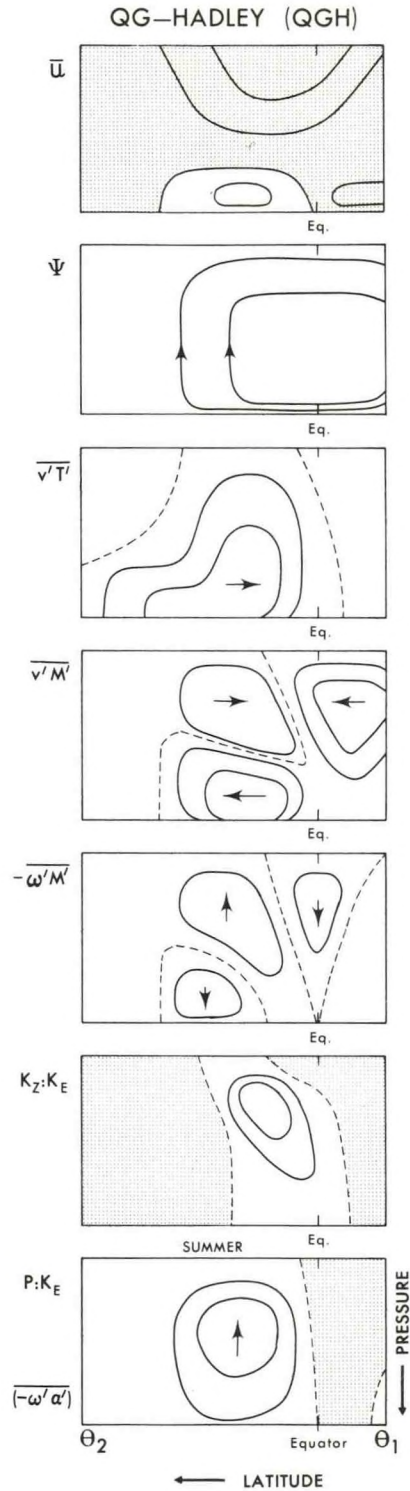 QG–HADLEY (QGH)
ū
Eq.
Ψ
Eq.
v'T'
Eq.
v'M'
Eq.
-ω'M'
Eq.
K_Z:K_E
Eq.
SUMMER
P:K_E
(-ω'α')
PRESSURE
θ₂ Equator θ₁
LATITUDE